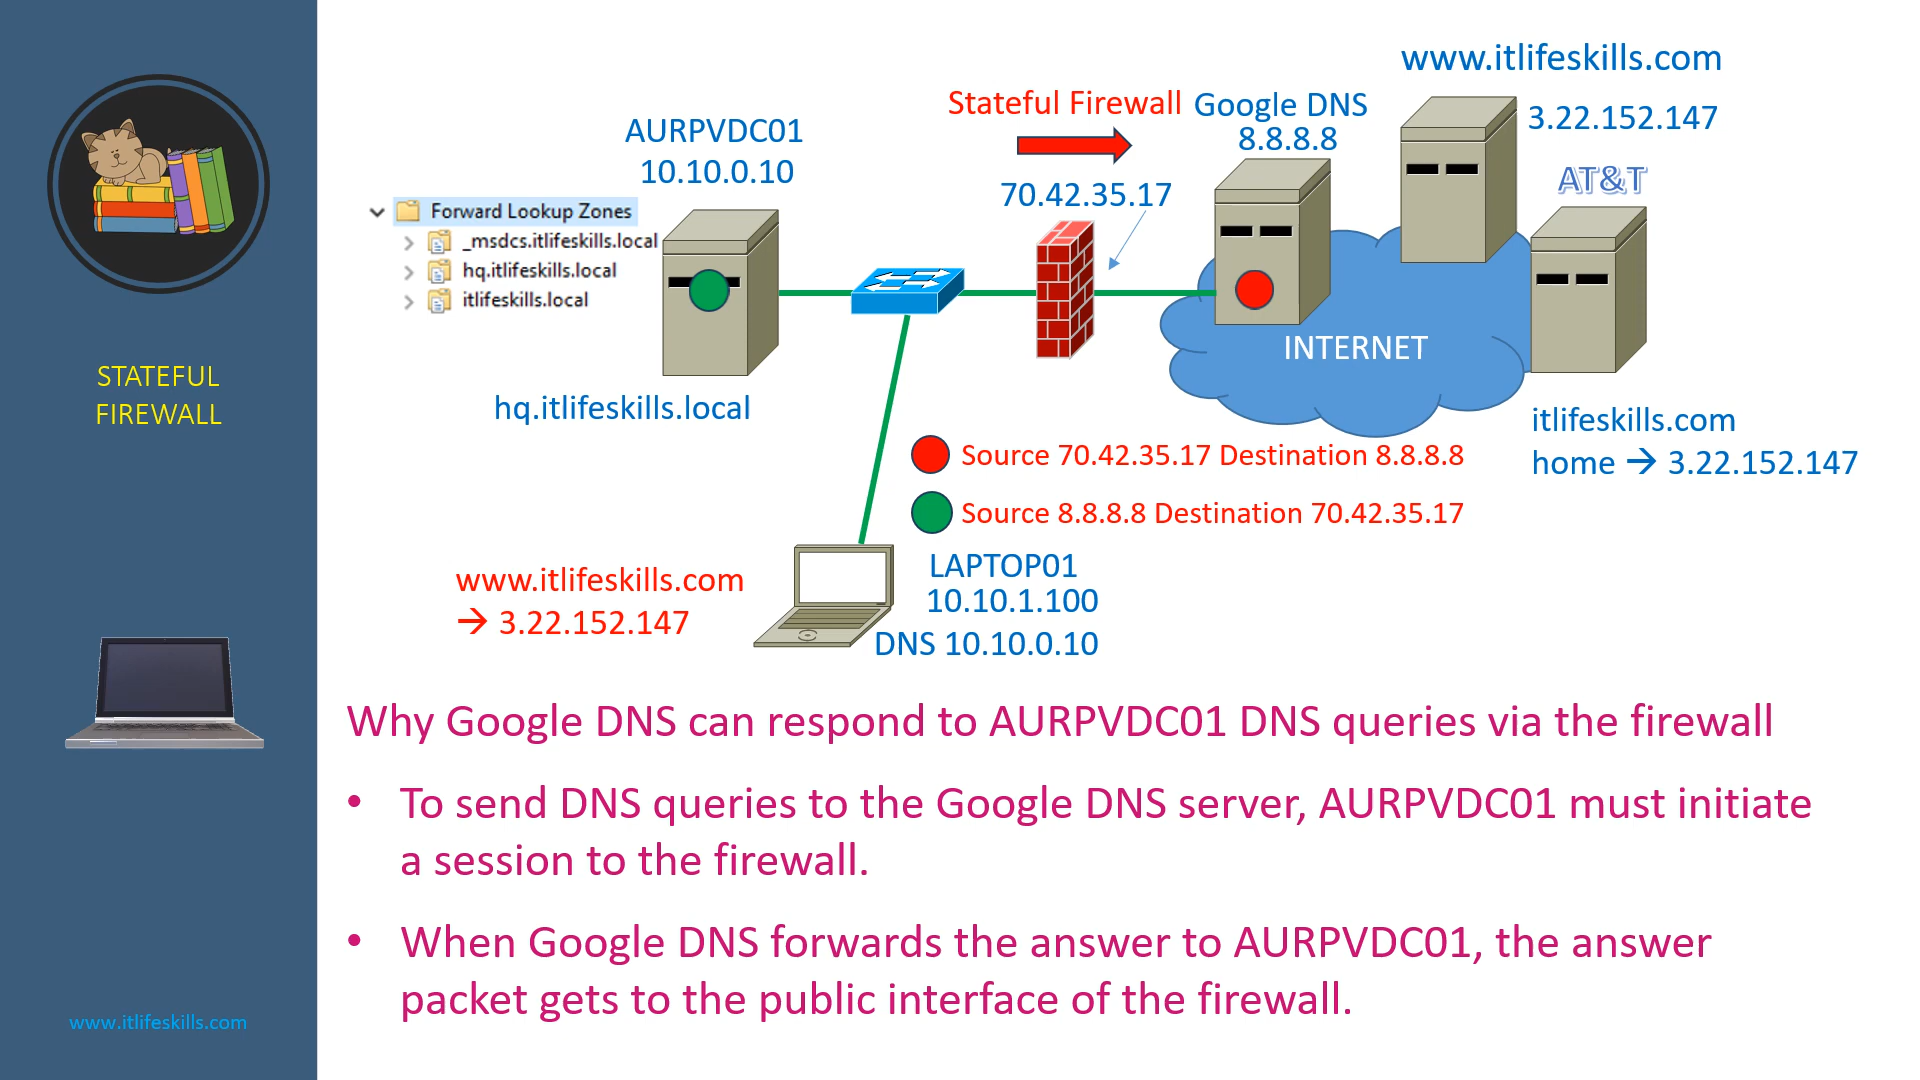 STATEFUL
FIREWALL
www.itlifeskills.com
www.itlifeskills.com
3.22.152.147
AT&T
Stateful Firewall
Google DNS
8.8.8.8
70.42.35.17
AURPVDC01
10.10.0.10
Forward Lookup Zones
_msdcs.itlifeskills.local
hq.itlifeskills.local
itlifeskills.local
hq.itlifeskills.local
INTERNET
itlifeskills.com
home → 3.22.152.147
Source 70.42.35.17 Destination 8.8.8.8
Source 8.8.8.8 Destination 70.42.35.17
www.itlifeskills.com
→ 3.22.152.147
LAPTOP01
10.10.1.100
DNS 10.10.0.10
Why Google DNS can respond to AURPVDC01 DNS queries via the firewall
• To send DNS queries to the Google DNS server, AURPVDC01 must initiate
a session to the firewall.
• When Google DNS forwards the answer to AURPVDC01, the answer
packet gets to the public interface of the firewall.